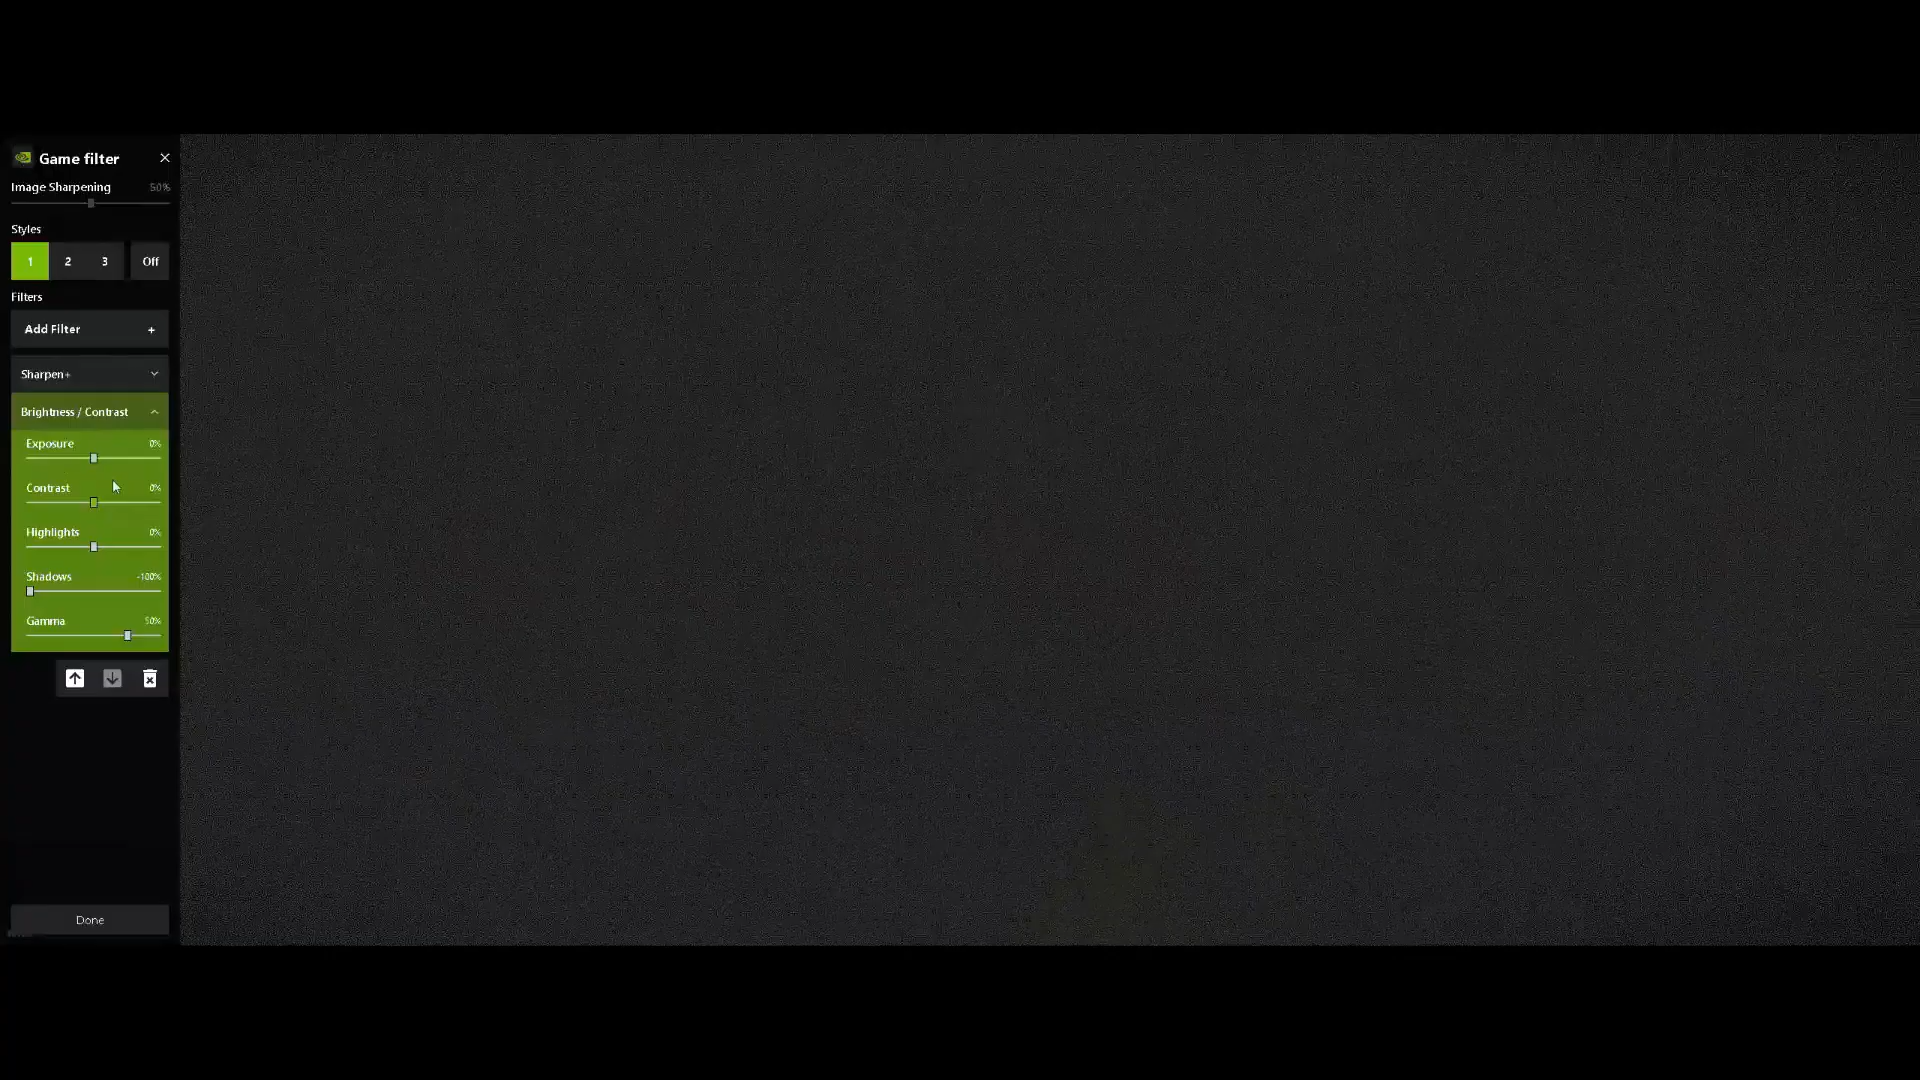 Game filter
Image Sharpening 50%
Styles
1 2 3 Off
Filters
Add Filter +
Sharpen+
Brightness / Contrast
Exposure 0%
Contrast 0%
Highlights 0%
Shadows -100%
Gamma 50%
Done